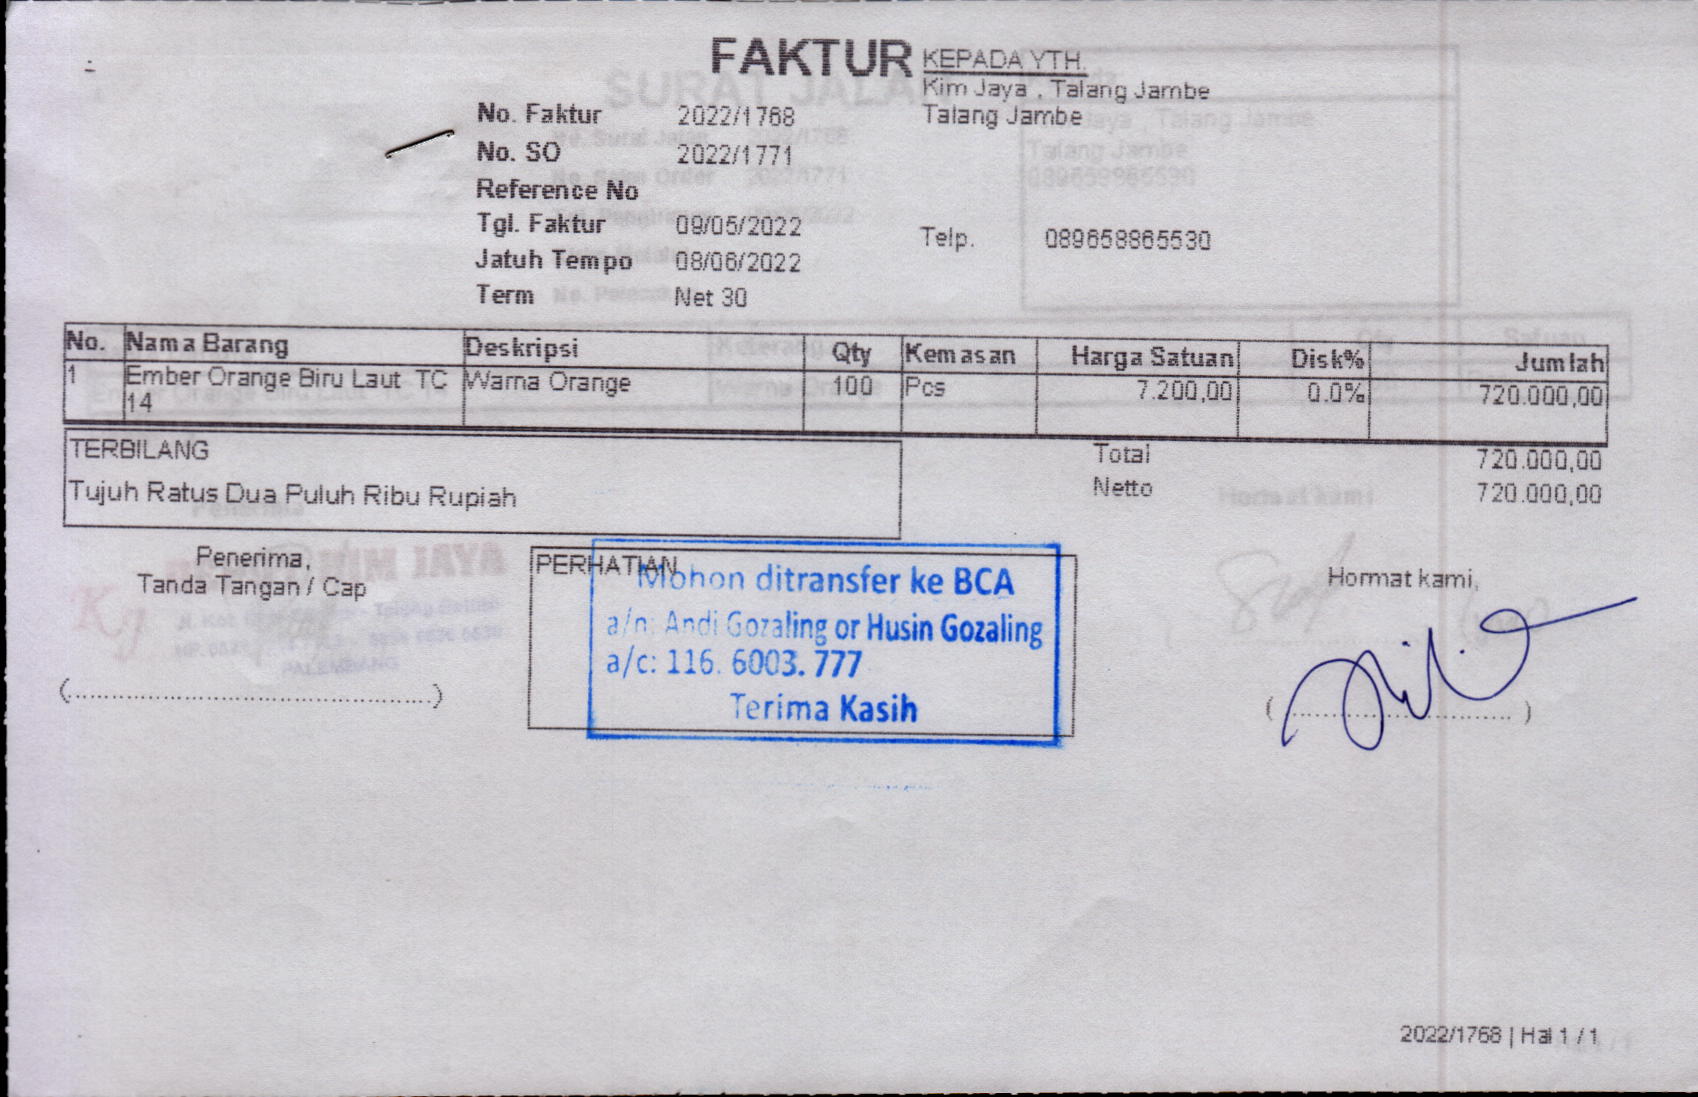 FAKTUR
KEPADA YTH.
Kim Jaya , Talang Jambe
Talang Jambe
No. Faktur 2022/1768
No. SO 2022/1771
Reference No
Tgl. Faktur 09/05/2022
Jatuh Tempo 08/06/2022
Term Net 30
Telp. 089658865530
No. Nama Barang Deskripsi Qty Kemasan Harga Satuan Disk% Jumlah
1 Ember Orange Biru Laut TC Warna Orange 100 Pcs 7.200,00 0.0% 720.000,00
14
TERBILANG
Tujuh Ratus Dua Puluh Ribu Rupiah
Total 720.000,00
Netto 720.000,00
Penerima,
Tanda Tangan / Cap
(....................................................)
PERHATIAN
Mohon ditransfer ke BCA
a/n: Andi Gozaling or Husin Gozaling
a/c: 116. 6003. 777
Terima Kasih
Hormat kami,
(................................)
SURAT JALAN
KIM JAYA
PALEMBANG
2022/1768 | Hal 1 / 1